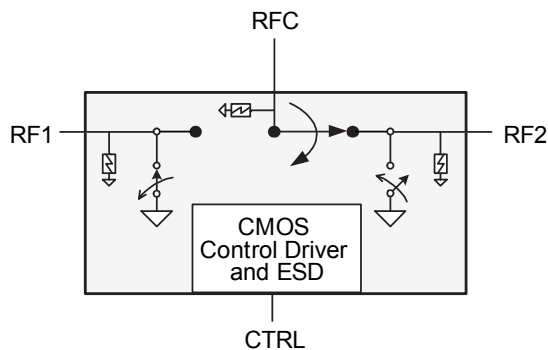 RFC
RF1
RF2
CMOS
Control Driver
and ESD
CTRL